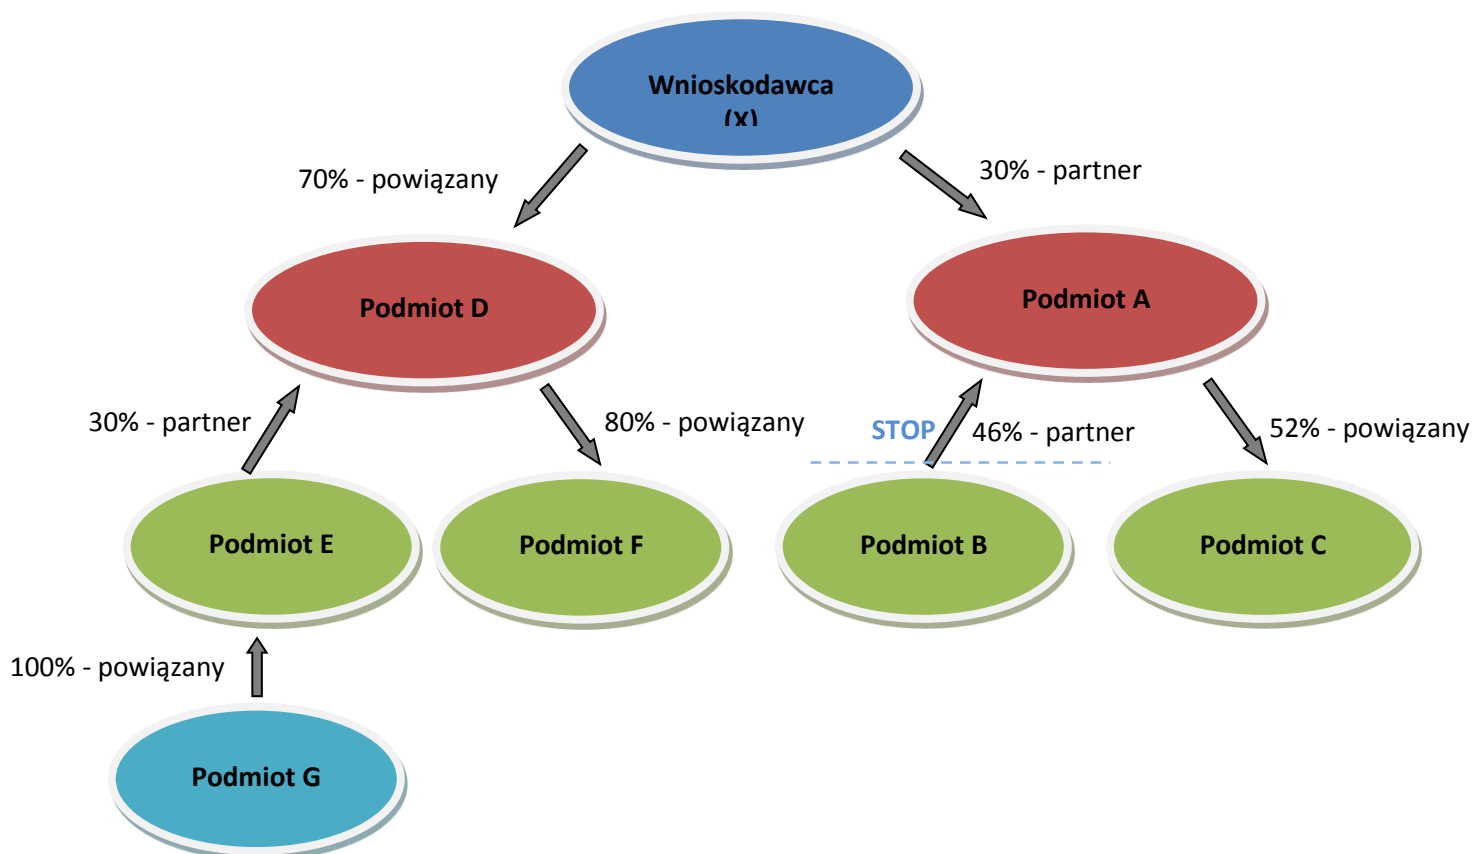 Wnioskodawca
(X)
70% - powiązany
30% - partner
Podmiot D
Podmiot A
30% - partner
80% - powiązany
STOP
46% - partner
52% - powiązany
Podmiot E
Podmiot F
Podmiot B
Podmiot C
100% - powiązany
Podmiot G